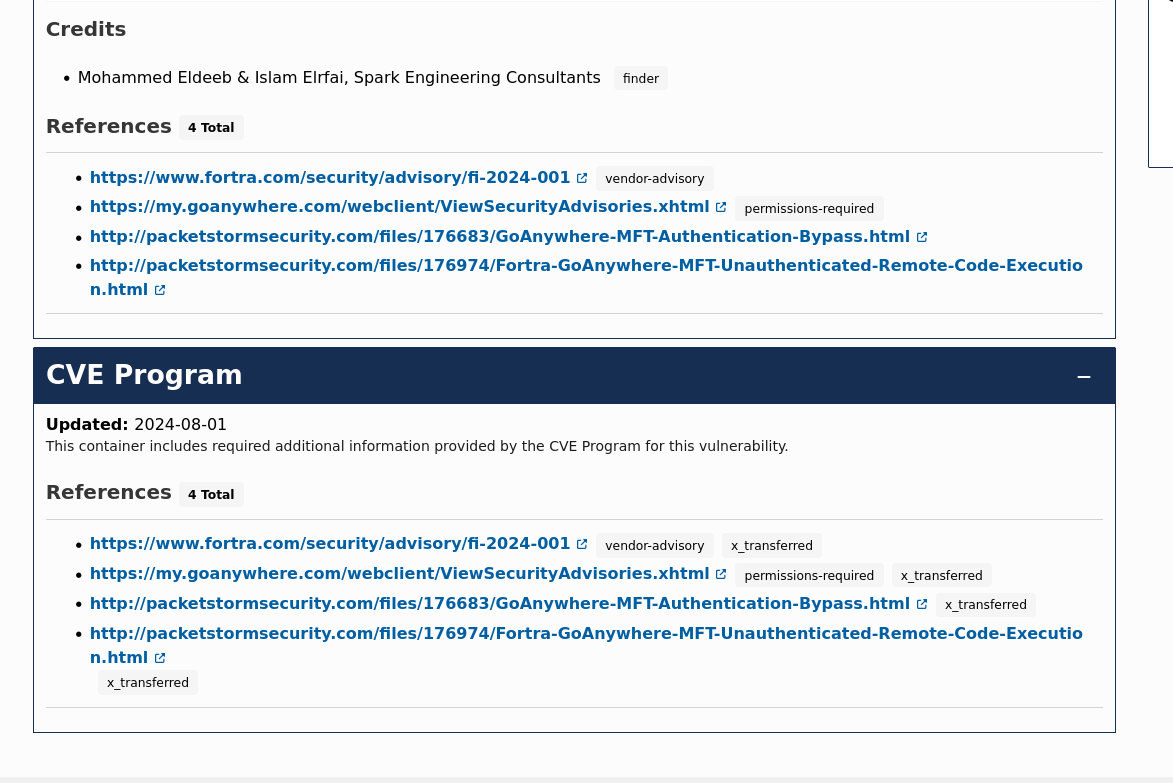 Credits
Mohammed Eldeeb & Islam Elrfai, Spark Engineering Consultants finder
References 4 Total
https://www.fortra.com/security/advisory/fi-2024-001 vendor-advisory
https://my.goanywhere.com/webclient/ViewSecurityAdvisories.xhtml permissions-required
http://packetstormsecurity.com/files/176683/GoAnywhere-MFT-Authentication-Bypass.html
http://packetstormsecurity.com/files/176974/Fortra-GoAnywhere-MFT-Unauthenticated-Remote-Code-Executio
n.html
CVE Program
Updated: 2024-08-01
This container includes required additional information provided by the CVE Program for this vulnerability.
References 4 Total
https://www.fortra.com/security/advisory/fi-2024-001 vendor-advisory x_transferred
https://my.goanywhere.com/webclient/ViewSecurityAdvisories.xhtml permissions-required x_transferred
http://packetstormsecurity.com/files/176683/GoAnywhere-MFT-Authentication-Bypass.html x_transferred
http://packetstormsecurity.com/files/176974/Fortra-GoAnywhere-MFT-Unauthenticated-Remote-Code-Executio
n.html
x_transferred